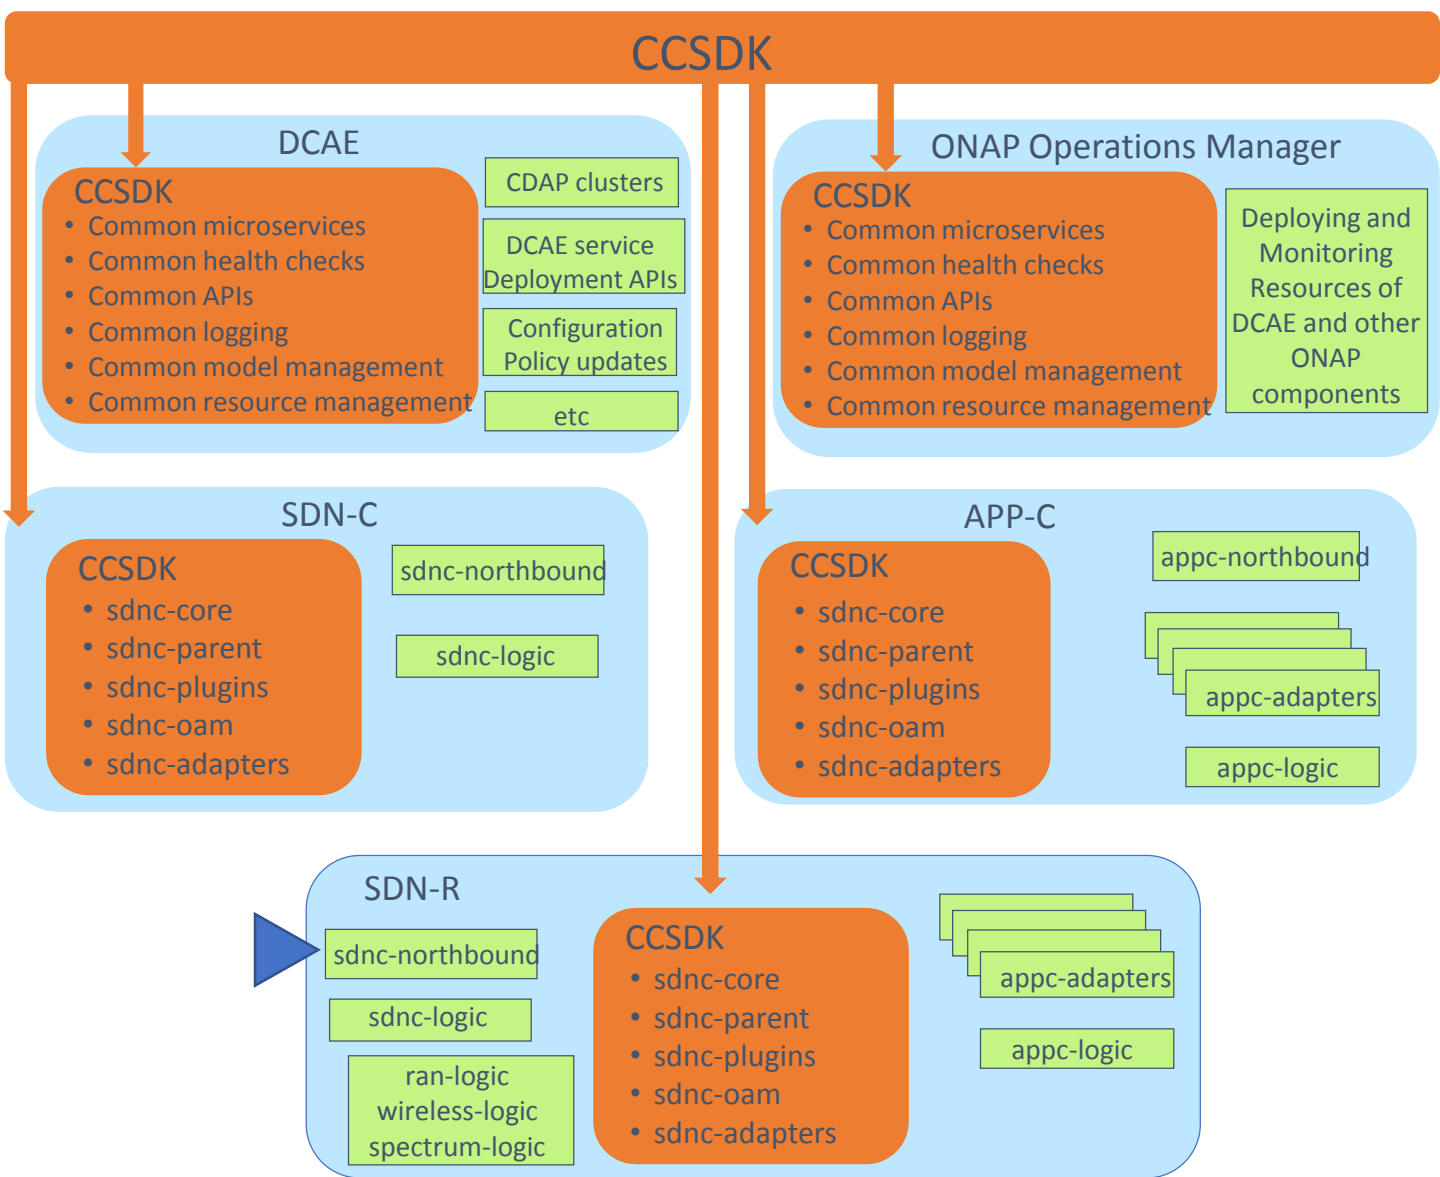 CCSDK
DCAE
CCSDK
• Common microservices
• Common health checks
• Common APIs
• Common logging
• Common model management
• Common resource management
CDAP clusters
DCAE service
Deployment APIs
Configuration
Policy updates
etc
ONAP Operations Manager
CCSDK
• Common microservices
• Common health checks
• Common APIs
• Common logging
• Common model management
• Common resource management
Deploying and
Monitoring
Resources of
DCAE and other
ONAP
components
SDN-C
CCSDK
• sdnc-core
• sdnc-parent
• sdnc-plugins
• sdnc-oam
• sdnc-adapters
sdnc-northbound
sdnc-logic
APP-C
CCSDK
• sdnc-core
• sdnc-parent
• sdnc-plugins
• sdnc-oam
• sdnc-adapters
appc-northbound
appc-adapters
appc-logic
SDN-R
sdnc-northbound
sdnc-logic
ran-logic
wireless-logic
spectrum-logic
CCSDK
• sdnc-core
• sdnc-parent
• sdnc-plugins
• sdnc-oam
• sdnc-adapters
appc-adapters
appc-logic